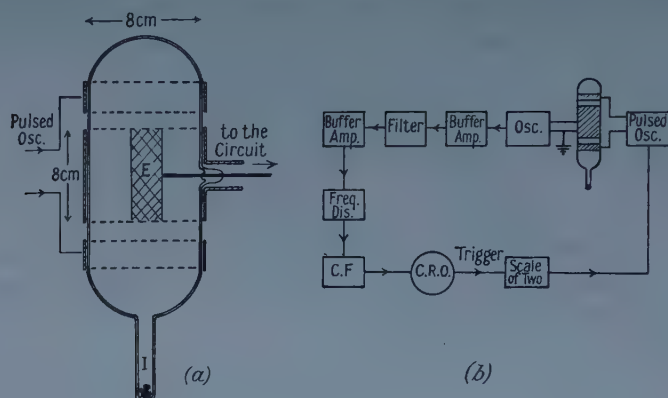 8cm
Pulsed
Osc.
8cm
E
to the
Circuit
I
(a)
Buffer
Amp.
Filter
Buffer
Amp.
Osc.
Pulsed
Osc.
Freq.
Dis.
C.F
C.R.O.
Trigger
Scale
of Two
(b)